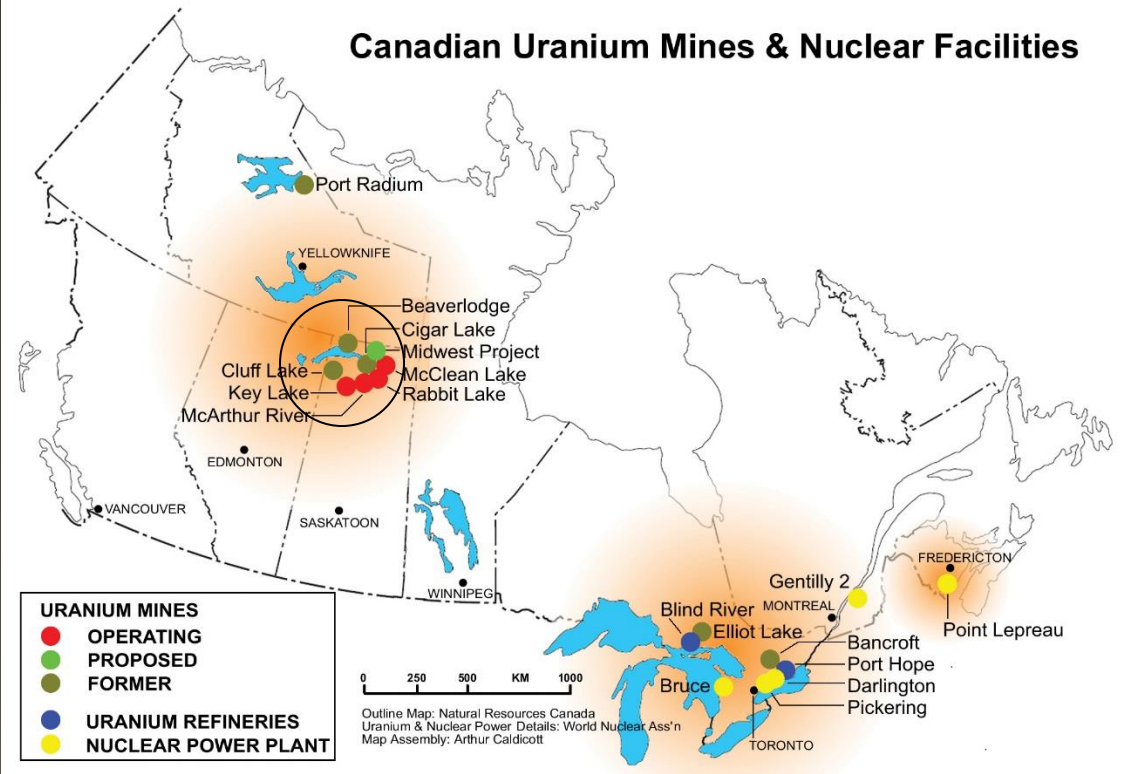 Canadian Uranium Mines & Nuclear Facilities
Port Radium
YELLOWKNIFE
Beaverlodge
Cigar Lake
Midwest Project
Cluff Lake
McClean Lake
Key Lake
Rabbit Lake
McArthur River
EDMONTON
VANCOUVER
SASKATOON
WINNIPEG
FREDERICTON
Gentilly 2
MONTREAL
Blind River
Elliot Lake
Point Lepreau
Bancroft
Port Hope
Bruce
Darlington
Pickering
TORONTO
URANIUM MINES
OPERATING
PROPOSED
FORMER
URANIUM REFINERIES
NUCLEAR POWER PLANT
0 250 500 KM 1000
Outline Map: Natural Resources Canada
Uranium & Nuclear Power Details: World Nuclear Ass'n
Map Assembly: Arthur Caldicott